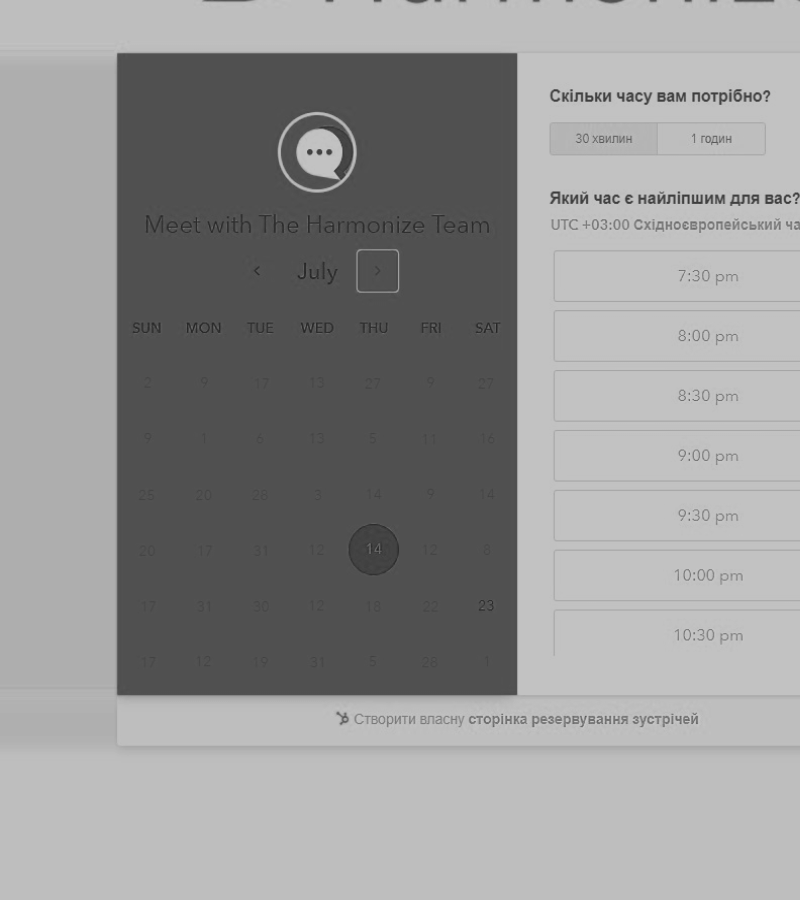 Meet with The Harmonize Team
July
SUN MON TUE WED THU FRI SAT
2 9 17 13 27 9 27
9 1 6 13 5 11 16
25 20 26 3 14 9 14
20 17 31 12 14 12 8
17 31 30 12 18 22 23
17 12 19 31 5 28 1
Скільки часу вам потрібно?
30 хвилин 1 годин
Який час є найліпшим для вас?
UTC +03:00 Східноєвропейський
7:30 pm
8:00 pm
8:30 pm
9:00 pm
9:30 pm
10:00 pm
10:30 pm
Створити власну сторінка резервування зустрічей